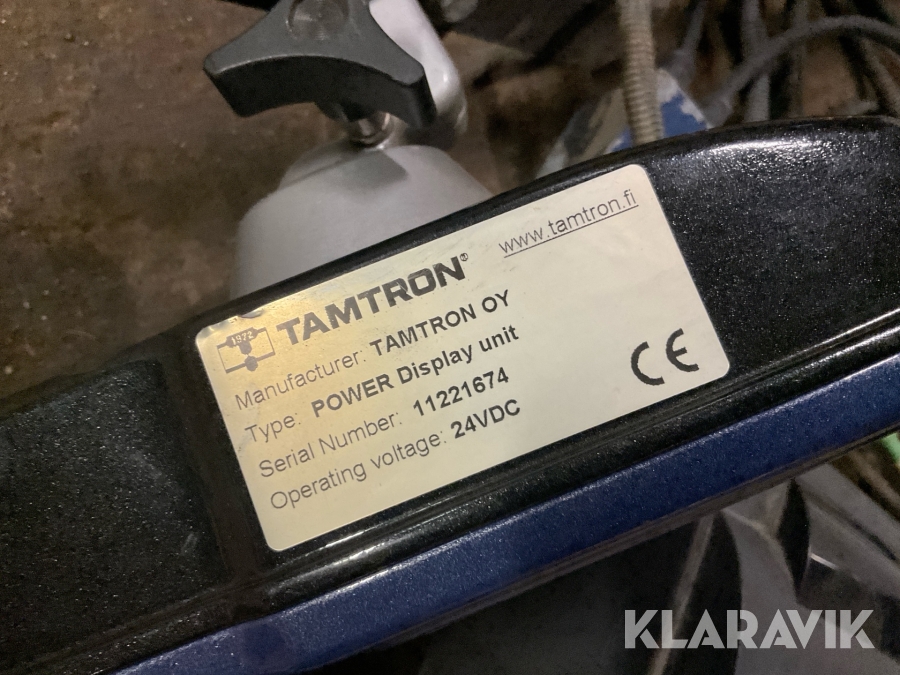 1972
TAMTRON®
www.tamtron.fi
Manufacturer: TAMTRON OY
Type: POWER Display unit
Serial Number: 11221674
Operating voltage: 24VDC
CE
KLARAVIK